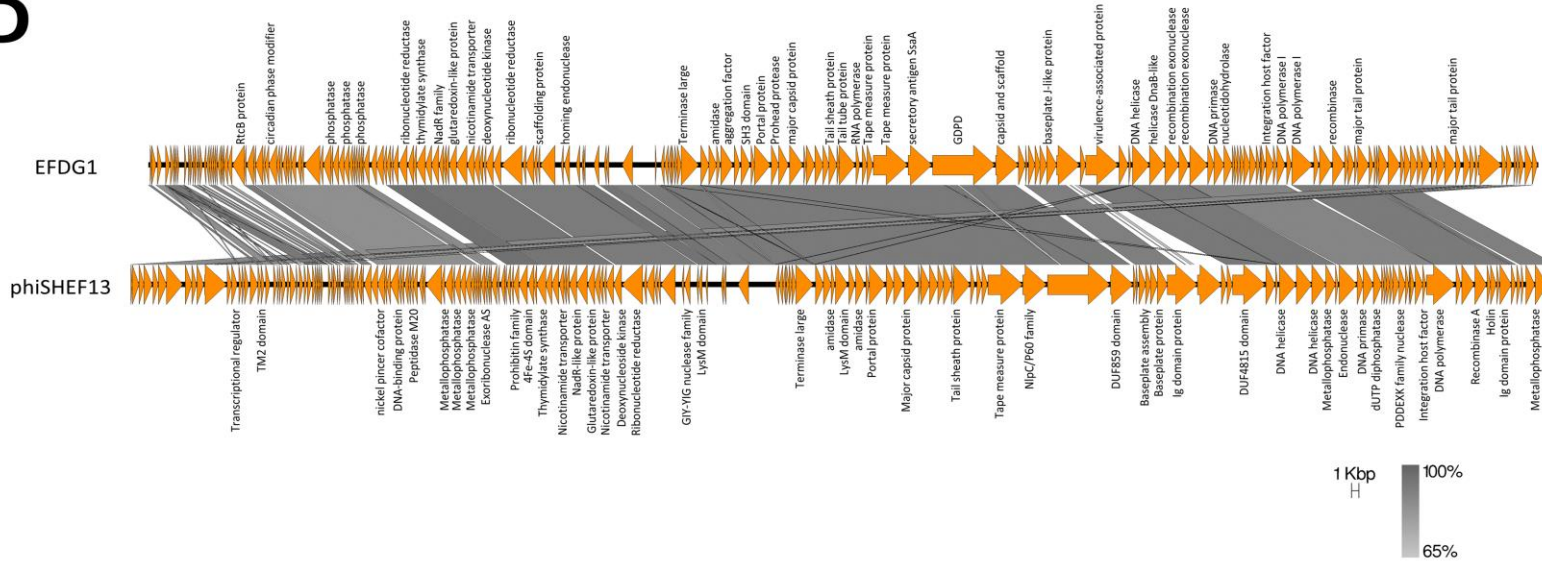 D
RtcB protein
circadian phase modifier
phosphatase
phosphatase
phosphatase
ribonucleotide reductase
thymidylate synthase
NadR family
glutaredoxin-like protein
nicotinamide transporter
deoxynucleotide kinase
ribonucleotide reductase
scaffolding protein
homing endonuclease
Terminase large
amidase
aggregation factor
SH3 domain
Portal protein
Prohead protease
major capsid protein
Tail sheath protein
Tail tube protein
RNA polymerase
Tape measure protein
Tape measure protein
secretory antigen SsaA
GDPD
capsid and scaffold
baseplate J-like protein
virulence-associated protein
DNA helicase
helicase DnaB-like
recombination exonuclease
recombination exonuclease
DNA primase
nucleotidohydrolase
Integration host factor
DNA polymerase I
DNA polymerase I
recombinase
major tail protein
major tail protein
EFDG1
phiSHEF13
Transcriptional regulator
TM2 domain
nickel pincer cofactor
DNA-binding protein
Peptidase M20
Metallophosphatase
Metallophosphatase
Metallophosphatase
Exoribonuclease AS
Prohibitin family
4Fe-4S domain
Thymidylate synthase
Nicotinamide transporter
NadR-like protein
Glutaredoxin-like protein
Nicotinamide transporter
Deoxynucleoside kinase
Ribonucleotide reductase
GIY-YIG nuclease family
LysM domain
Terminase large
amidase
LysM domain
amidase
Portal protein
Major capsid protein
Tail sheath protein
Tape measure protein
NlpC/P60 family
DUF859 domain
Baseplate assembly
Baseplate protein
Ig domain protein
DUF4815 domain
DNA helicase
DNA helicase
Metallophosphatase
Endonuclease
DNA primase
dUTP diphosphatase
PDDEXK family nuclease
Integration host factor
DNA polymerase
Recombinase A
Holin
Ig domain protein
Metallophosphatase
1 Kbp
100%
65%